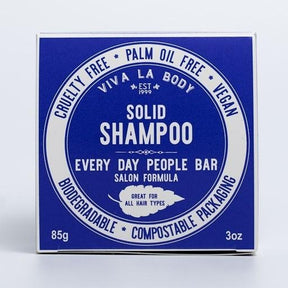 CRUELTY FREE • PALM OIL FREE • VEGAN
VIVA LA BODY
EST
1999
SOLID
SHAMPOO
EVERY DAY PEOPLE BAR
SALON FORMULA
GREAT FOR
ALL HAIR TYPES
BIODEGRADABLE • COMPOSTABLE PACKAGING
85g
3oz